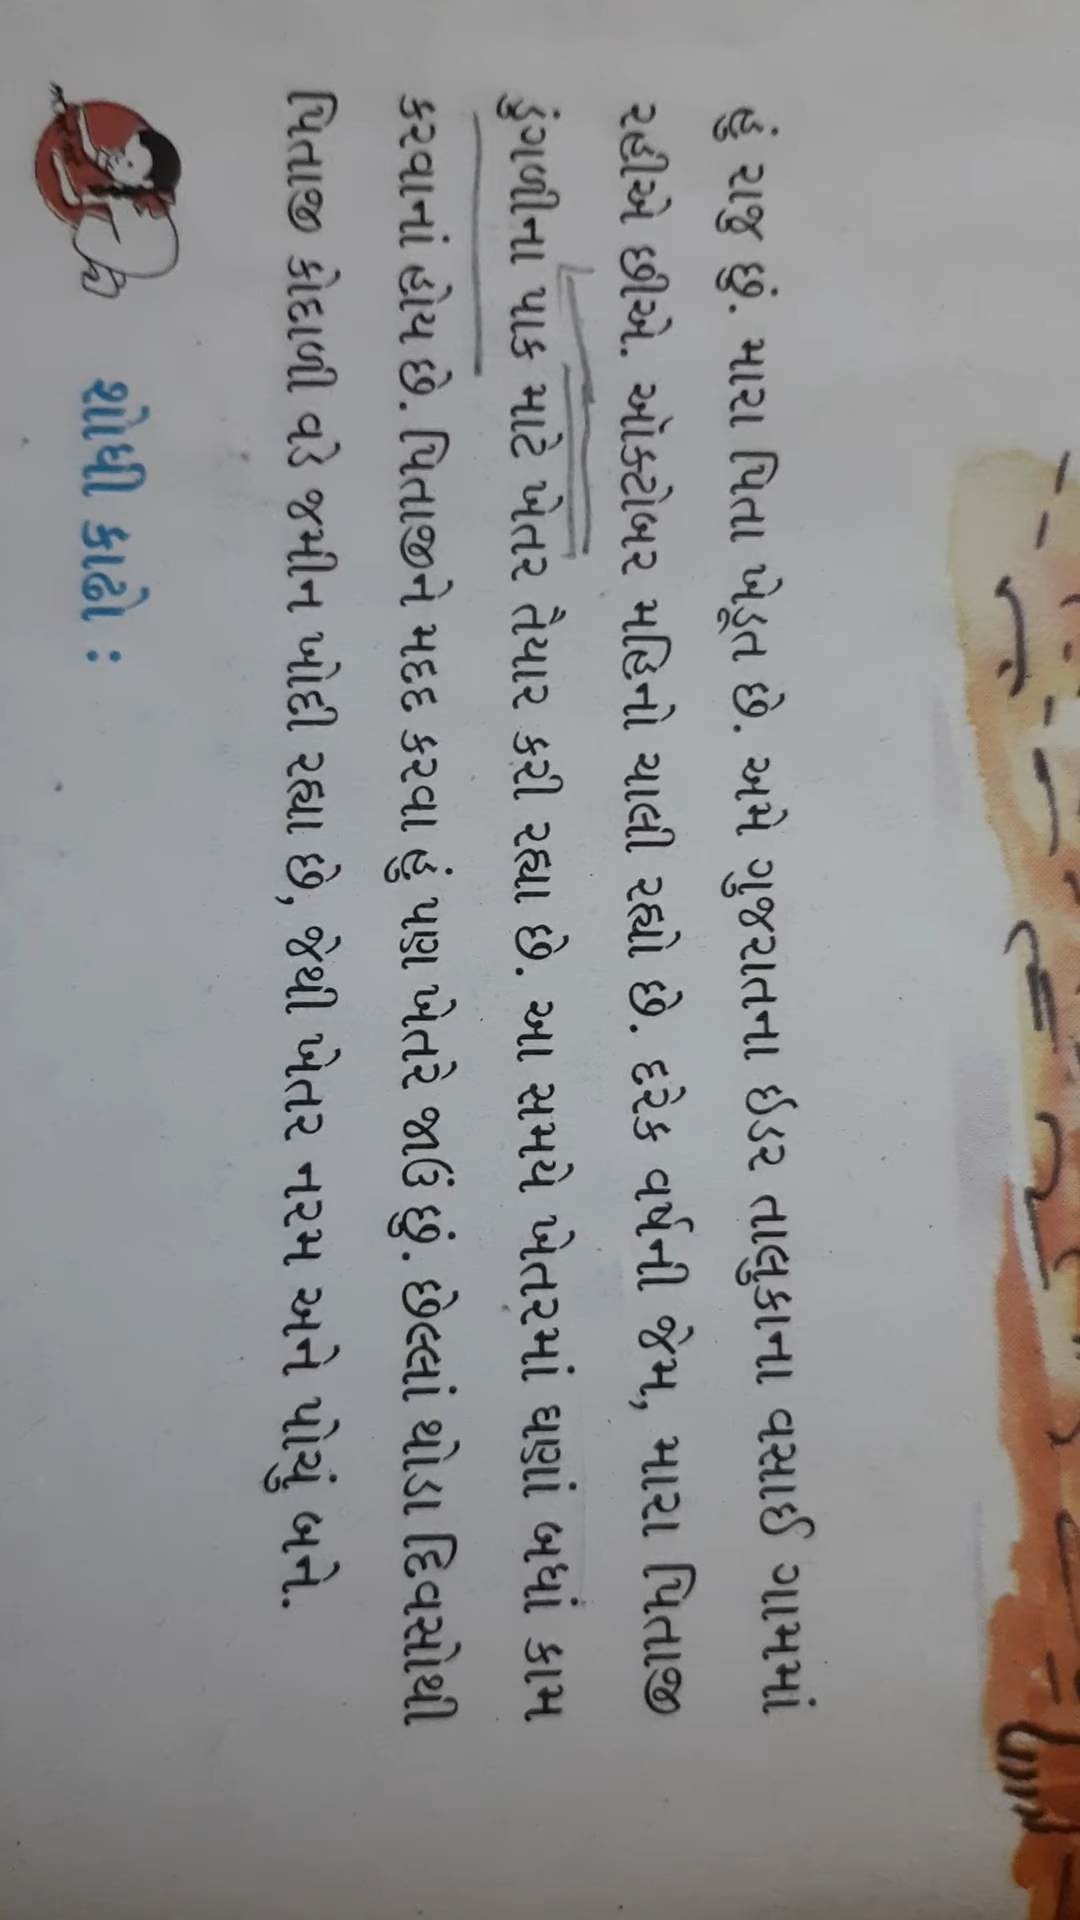 હું રાજુ છું. મારા પિતા ખેડૂત છે. અમે ગુજરાતના ઇડર તાલુકાના વસાઈ ગામમાં
રહીએ છીએ. ઓક્ટોબર મહિનો ચાલી રહ્યો છે. દરેક વર્ષની જેમ, મારા પિતાજી
ડુંગળીના પાક માટે ખેતર તૈયાર કરી રહ્યા છે. આ સમયે ખેતરમાં ઘણાં બધાં કામ
કરવાનાં હોય છે. પિતાજીને મદદ કરવા હું પણ ખેતરે જાઉં છું. છેલ્લાં થોડા દિવસોથી
પિતાજી કોદાળી વડે જમીન ખોદી રહ્યા છે, જેથી ખેતર નરમ અને પોચું બને.
શોધી કાઢો :